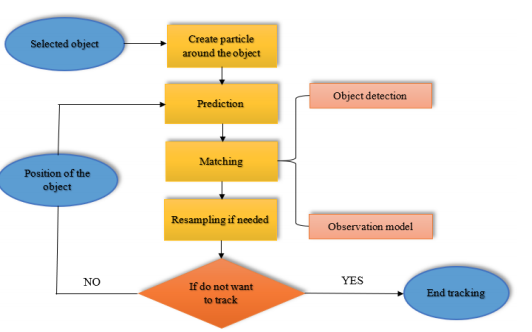 Selected object
Create particle
around the object
Prediction
Object detection
Matching
Position of the
object
Resampling if needed
Observation model
If do not want
to track
NO
YES
End tracking